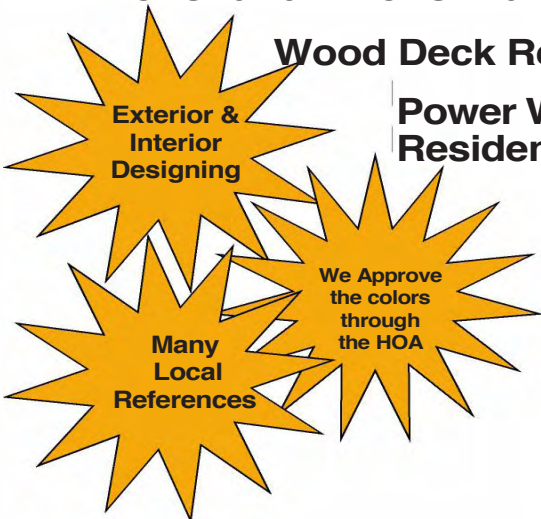 Wood Deck Re
Power W
Residen
Exterior &
Interior
Designing
We Approve
the colors
through
the HOA
Many
Local
References